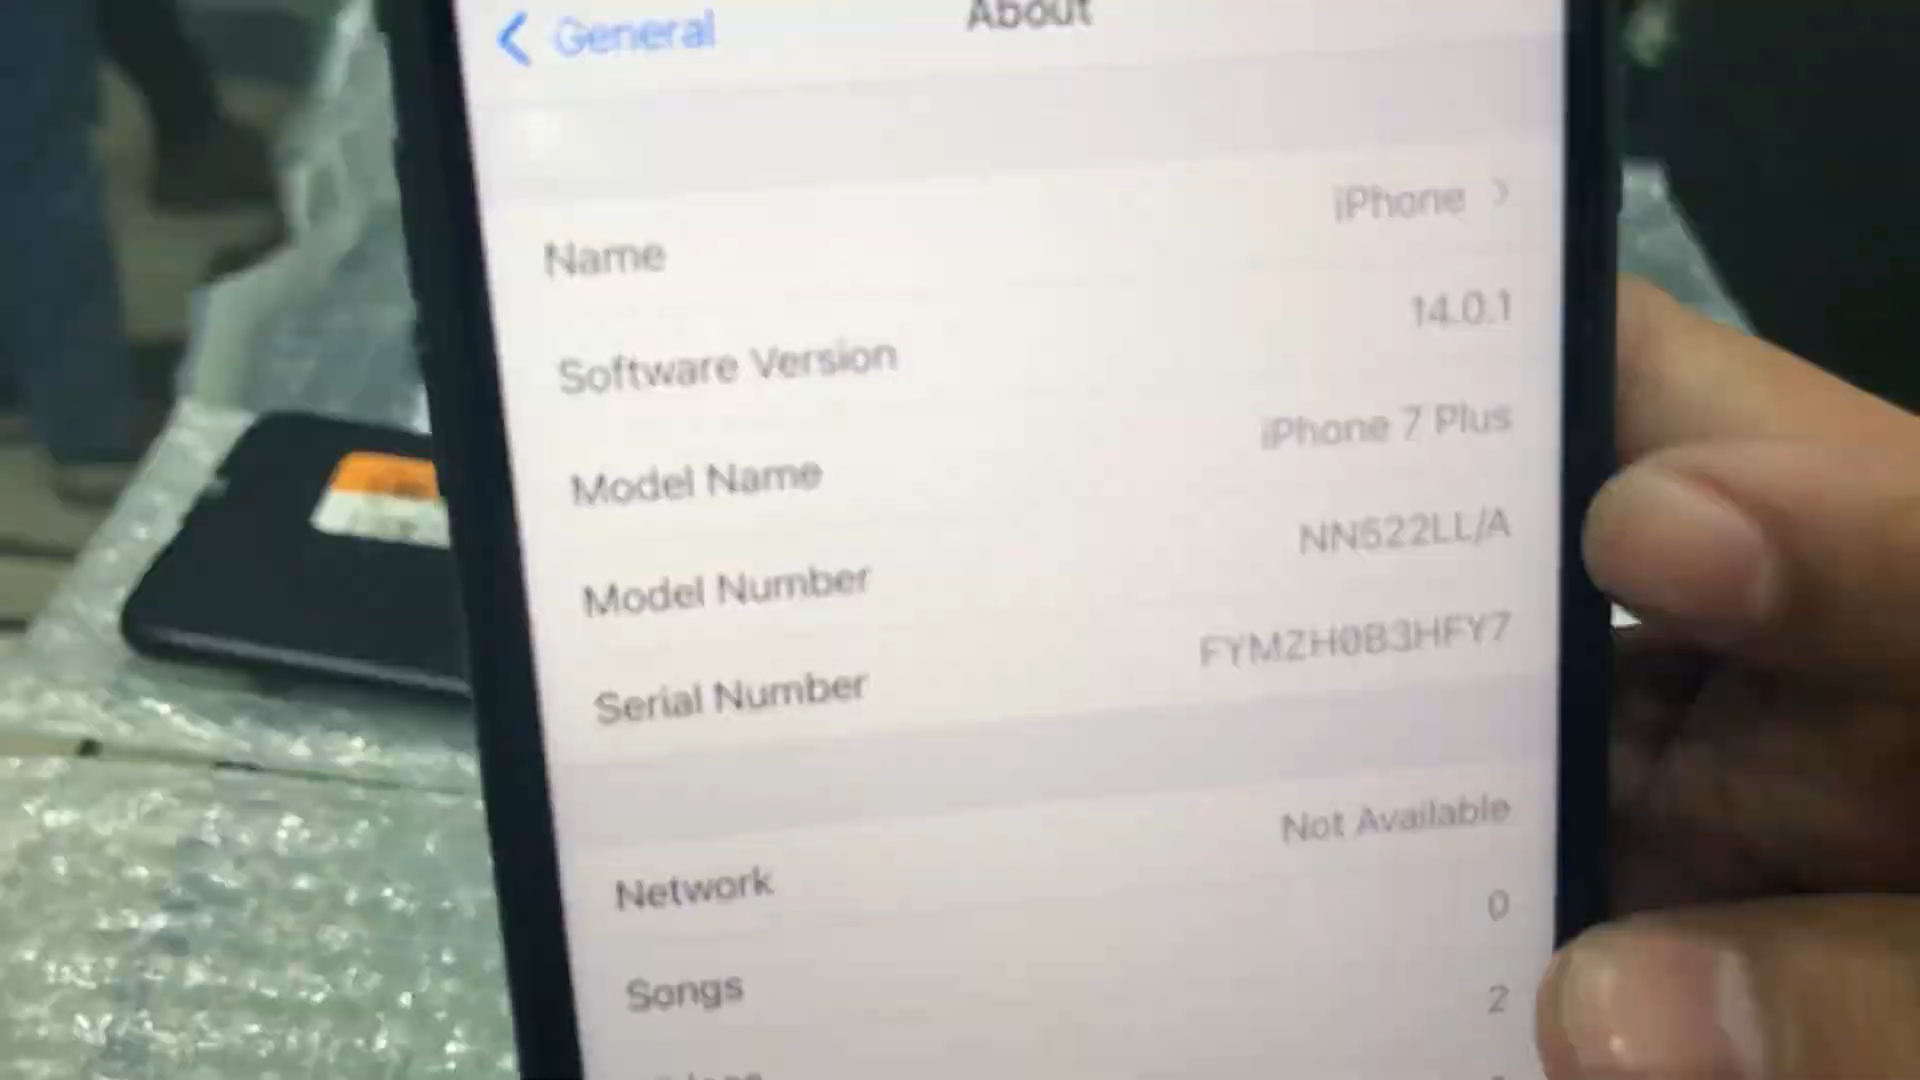 General
About
Name
iPhone
Software Version
14.0.1
Model Name
iPhone 7 Plus
Model Number
NN522LL/A
Serial Number
FYMZH0B3HFY7
Network
Not Available
Songs
0
2